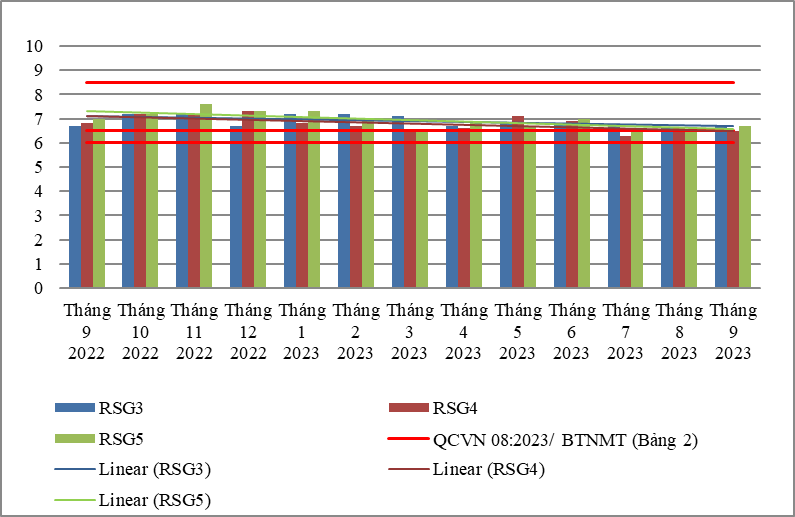 10
9
8
7
6
5
4
3
2
1
0
Tháng 9 2022
Tháng 10 2022
Tháng 11 2022
Tháng 12 2022
Tháng 1 2023
Tháng 2 2023
Tháng 3 2023
Tháng 4 2023
Tháng 5 2023
Tháng 6 2023
Tháng 7 2023
Tháng 8 2023
Tháng 9 2023
RSG3
RSG4
RSG5
QCVN 08:2023/ BTNMT (Bảng 2)
Linear (RSG3)
Linear (RSG4)
Linear (RSG5)